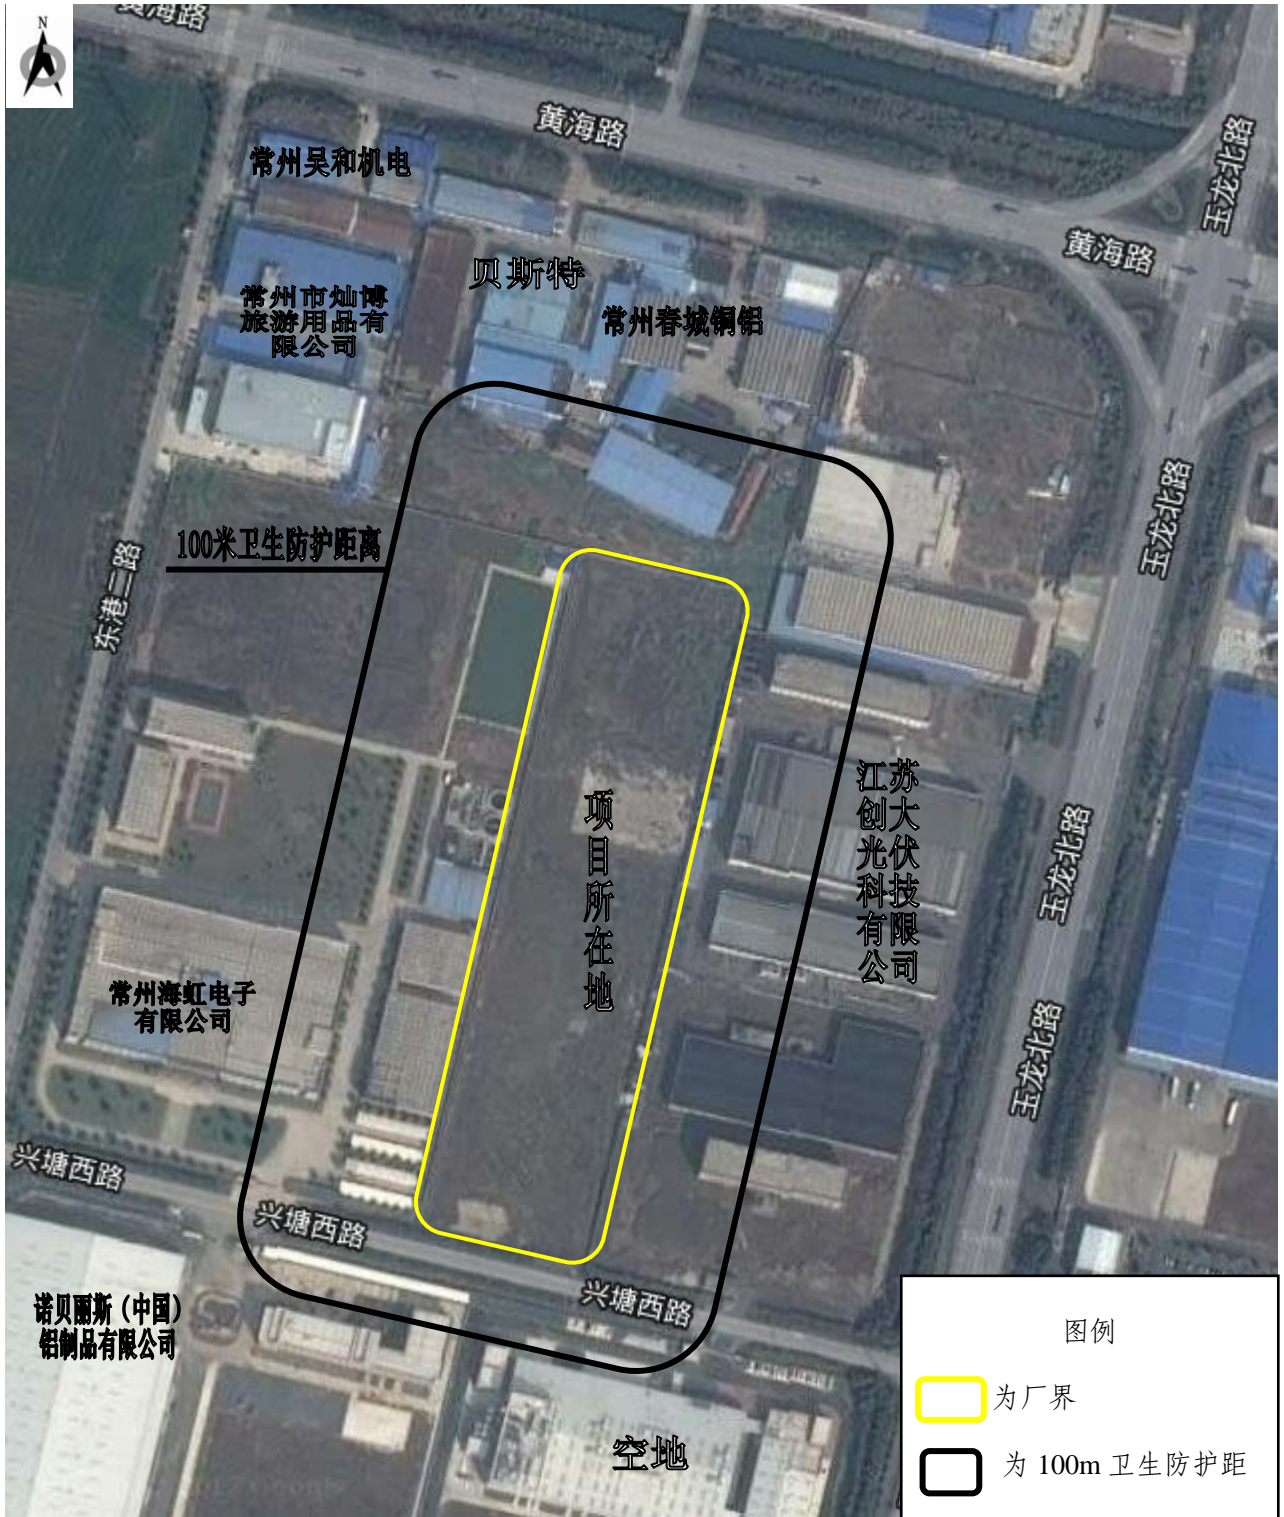 N
黄海路
黄海路
黄海路
玉龙北路
常州吴和机电
贝斯特
常州市灿博
旅游用品有
限公司
常州春城铜铝
玉龙北路
100米卫生防护距离
东港二路
江苏
创大
光伏
科技
有限
公司
项目所在地
玉龙北路
常州海虹电子
有限公司
玉龙北路
兴塘西路
兴塘西路
兴塘西路
诺贝丽斯（中国）
铝制品有限公司
空地
图例
为厂界
为 100m 卫生防护距